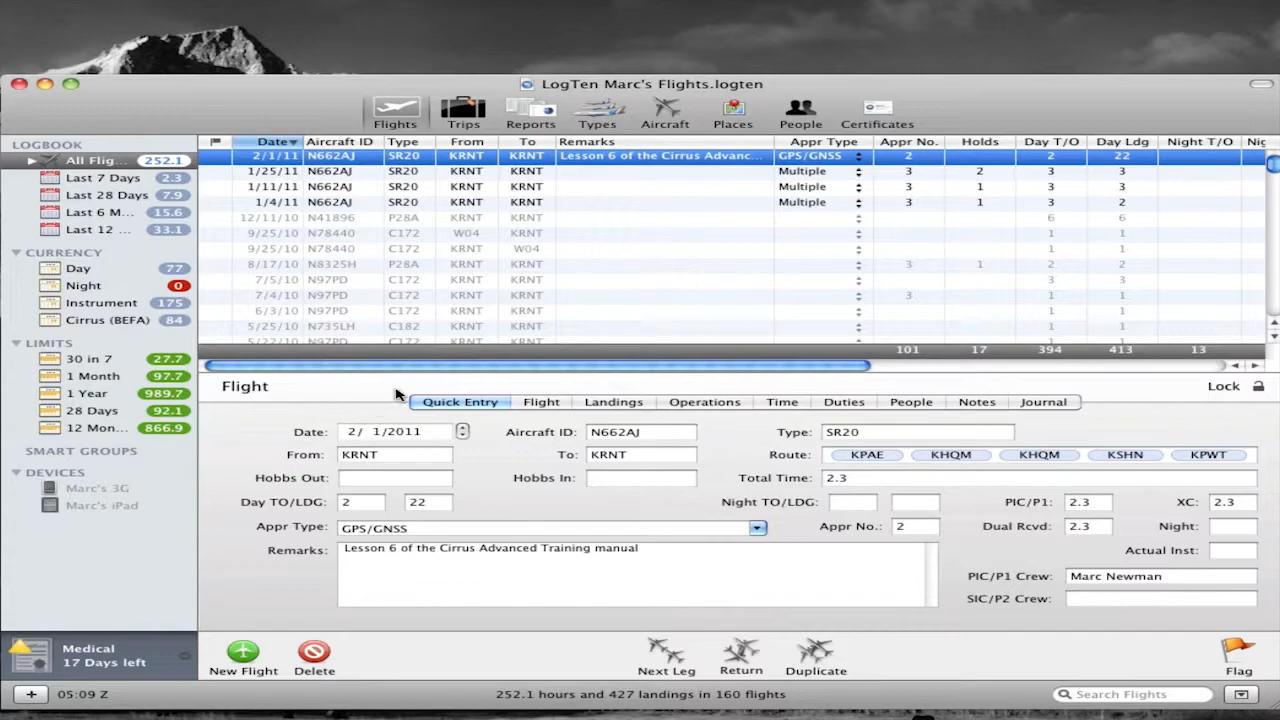 LogTen Marc's Flights.logten
Flights Trips Reports Types Aircraft Places People Certificates
LOGBOOK
All Flig... 252.1
Last 7 Days 2.3
Last 28 Days 7.9
Last 6 M... 15.6
Last 12 ... 33.1
CURRENCY
Day 77
Night 0
Instrument 175
Cirrus (BEFA) 84
LIMITS
30 in 7 27.7
1 Month 97.7
1 Year 989.7
28 Days 92.1
12 Mon... 866.9
SMART GROUPS
DEVICES
Marc's 3G
Marc's iPad
Medical
17 Days left
05:09 Z
Date Aircraft ID Type From To Remarks Appr Type Appr No. Holds Day T/O Day Ldg Night T/O Nig
2/1/11 N662AJ SR20 KRNT KRNT Lesson 6 of the Cirrus Advanc... GPS/GNSS 2 2 22
1/25/11 N662AJ SR20 KRNT KRNT Multiple 3 2 3 3
1/11/11 N662AJ SR20 KRNT KRNT Multiple 3 1 3 3
1/4/11 N662AJ SR20 KRNT KRNT Multiple 3 1 3 2
12/11/10 N41896 P28A KRNT KRNT 6 6
9/25/10 N78440 C172 KRNT W04 1 1
9/25/10 N78440 C172 W04 KRNT 1 1
8/17/10 N8325H P28A KRNT KRNT 3 1 2 2
7/5/10 N97PD C172 KRNT KRNT 3 3
7/4/10 N97PD C172 KRNT KRNT 3 1 1
6/3/10 N97PD C172 KRNT KRNT 1 1
5/25/10 N735LH C182 KRNT KRNT 1 1
5/22/10 N97PD C172 KRNT KRNT 1 1
101 17 394 413 13
Flight Lock
Quick Entry Flight Landings Operations Time Duties People Notes Journal
Date: 2/ 1/2011 Aircraft ID: N662AJ Type: SR20
From: KRNT To: KRNT Route: KPAE KHQM KHQM KSHN KPWT
Hobbs Out: Hobbs In: Total Time: 2.3
Day TO/LDG: 2 22 Night TO/LDG: PIC/P1: 2.3 XC: 2.3
Appr Type: GPS/GNSS Appr No.: 2 Dual Rcvd: 2.3 Night:
Remarks: Lesson 6 of the Cirrus Advanced Training manual Actual Inst:
PIC/P1 Crew: Marc Newman
SIC/P2 Crew:
New Flight Delete Next Leg Return Duplicate Flag
252.1 hours and 427 landings in 160 flights
Search Flights